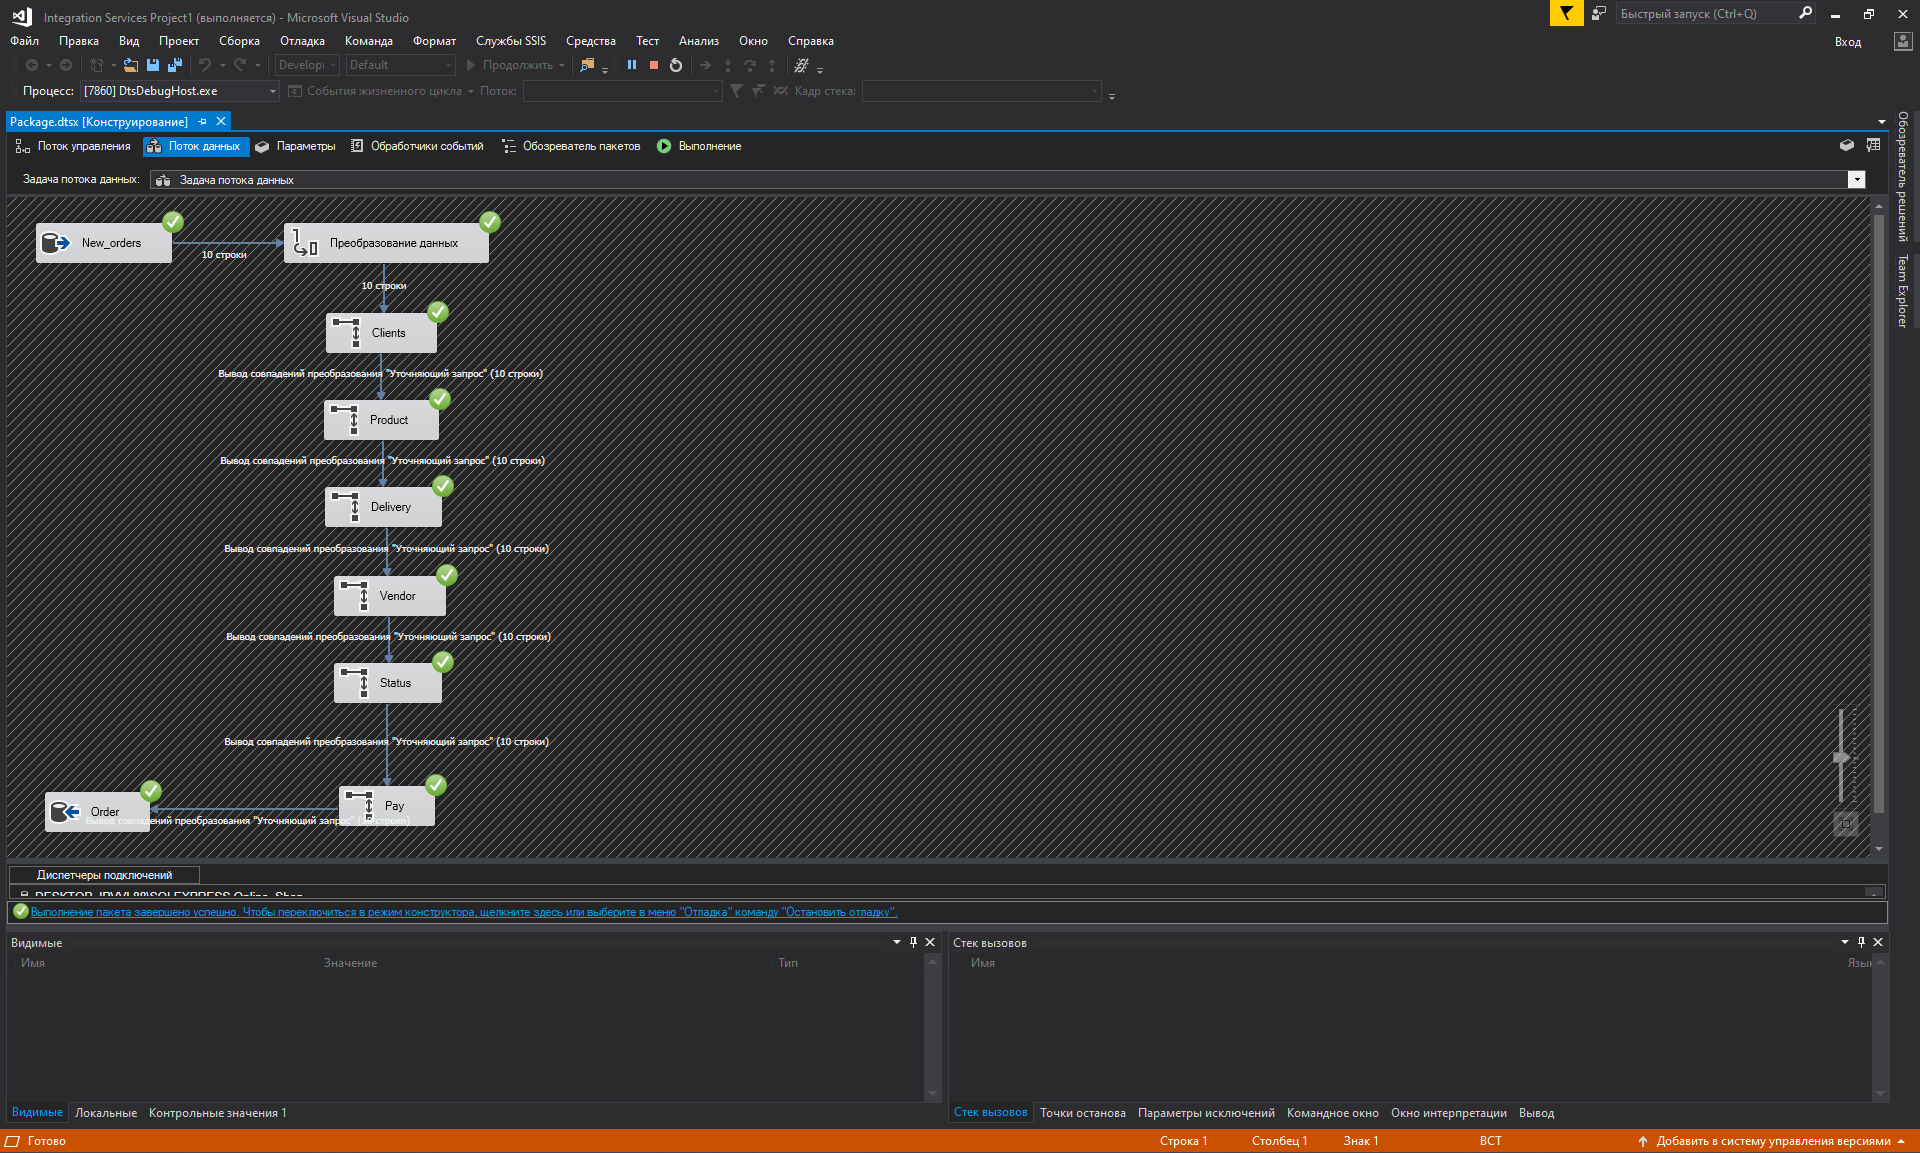 Integration Services Project1 (выполняется) - Microsoft Visual Studio
Быстрый запуск (Ctrl+Q)
Файл Правка Вид Проект Сборка Отладка Команда Формат Службы SSIS Средства Тест Анализ Окно Справка
Вход
Developı Default Продолжить
Процесс: [7860] DtsDebugHost.exe События жизненного цикла Поток: Кадр стека:
Package.dtsx [Конструирование]
Поток управления Поток данных Параметры Обработчики событий Обозреватель пакетов Выполнение
Задача потока данных: Задача потока данных
Обозреватель решений
Team Explorer
New_orders
10 строки
Преобразование данных
10 строки
Clients
Вывод совпадений преобразования "Уточняющий запрос" (10 строки)
Product
Вывод совпадений преобразования "Уточняющий запрос" (10 строки)
Delivery
Вывод совпадений преобразования "Уточняющий запрос" (10 строки)
Vendor
Вывод совпадений преобразования "Уточняющий запрос" (10 строки)
Status
Вывод совпадений преобразования "Уточняющий запрос" (10 строки)
Pay
Order
Вывод совпадений преобразования "Уточняющий запрос" (10 строки)
Диспетчеры подключений
Выполнение пакета завершено успешно. Чтобы переключиться в режим конструктора, щелкните здесь или выберите в меню "Отладка" команду "Остановить отладку".
Видимые
Имя Значение Тип
Стек вызовов
Имя Язык
Видимые Локальные Контрольные значения 1
Стек вызовов Точки останова Параметры исключений Командное окно Окно интерпретации Вывод
Готово Строка 1 Столбец 1 Знак 1 ВСТ Добавить в систему управления версиями